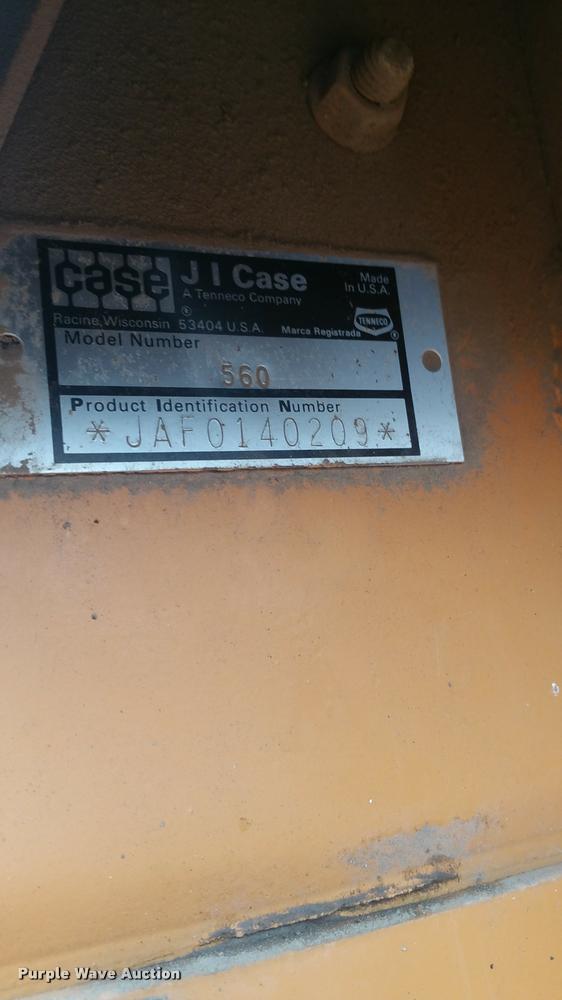 case J I Case
A Tenneco Company
Made
In U.S.A.
Racine, Wisconsin 53404 U.S.A. Marca Registrada TENNECO ®
®
Model Number
560
Product Identification Number
*JAF0140209*
Purple Wave Auction